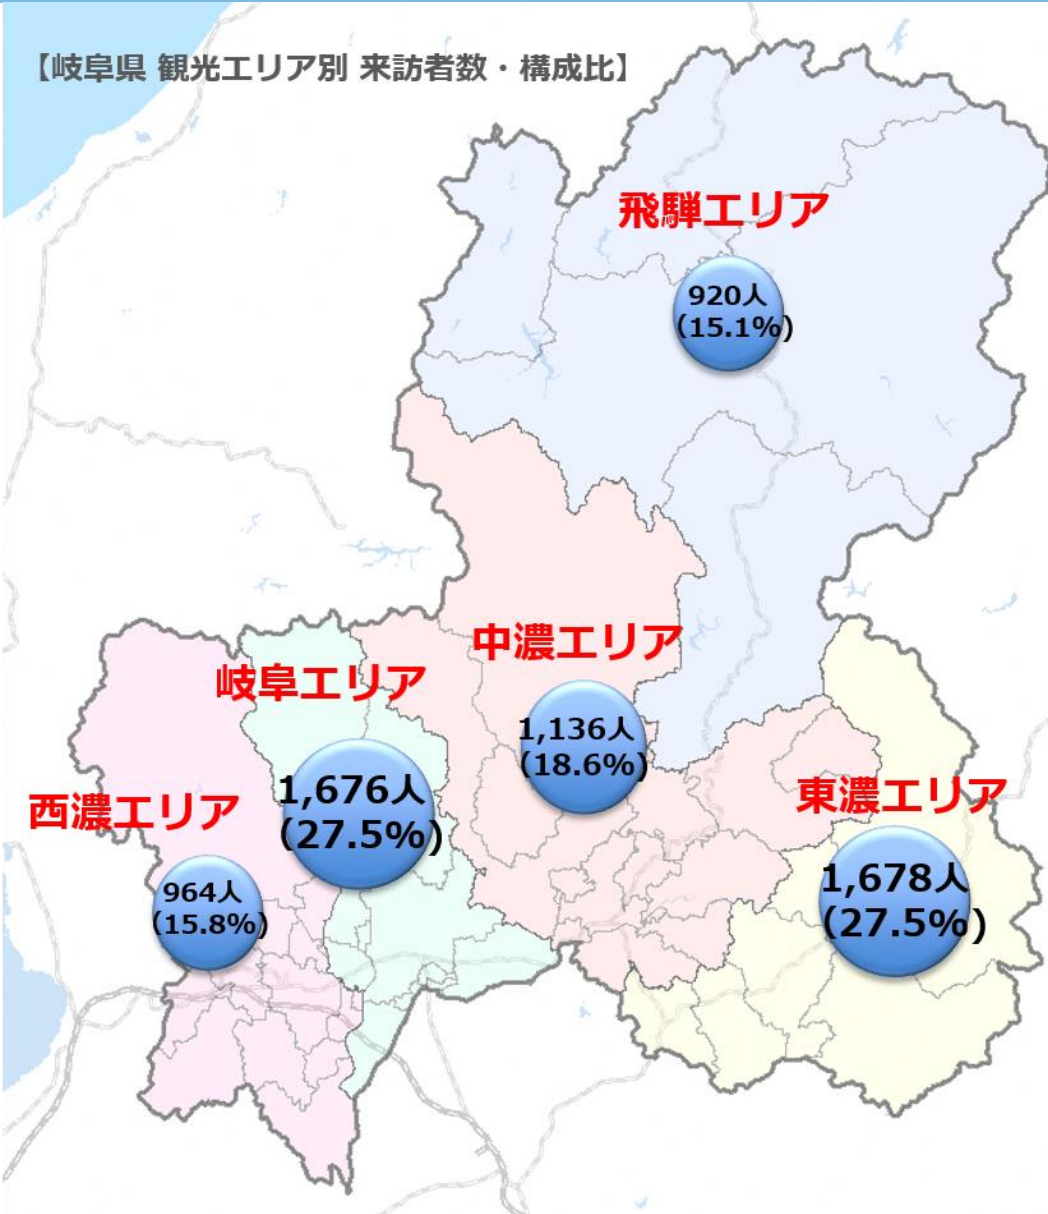 【岐阜県 観光エリア別 来訪者数・構成比】
飛騨エリア
920人
(15.1%)
中濃エリア
1,136人
(18.6%)
岐阜エリア
1,676人
(27.5%)
西濃エリア
964人
(15.8%)
東濃エリア
1,678人
(27.5%)